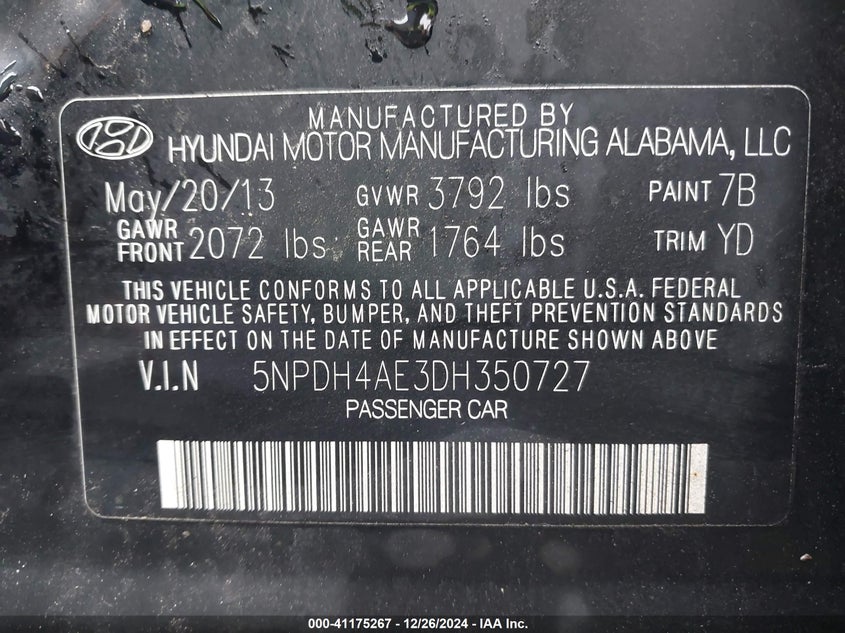 MANUFACTURED BY
HYUNDAI MOTOR MANUFACTURING ALABAMA, LLC
May/20/13 GVWR 3792 lbs PAINT 7B
GAWR FRONT 2072 lbs GAWR REAR 1764 lbs TRIM YD
THIS VEHICLE CONFORMS TO ALL APPLICABLE U.S.A. FEDERAL
MOTOR VEHICLE SAFETY, BUMPER, AND THEFT PREVENTION STANDARDS
IN EFFECT ON THE DATE OF MANUFACTURE SHOWN ABOVE
V.I.N 5NPDH4AE3DH350727
PASSENGER CAR
000-41175267 - 12/26/2024 - IAA Inc.